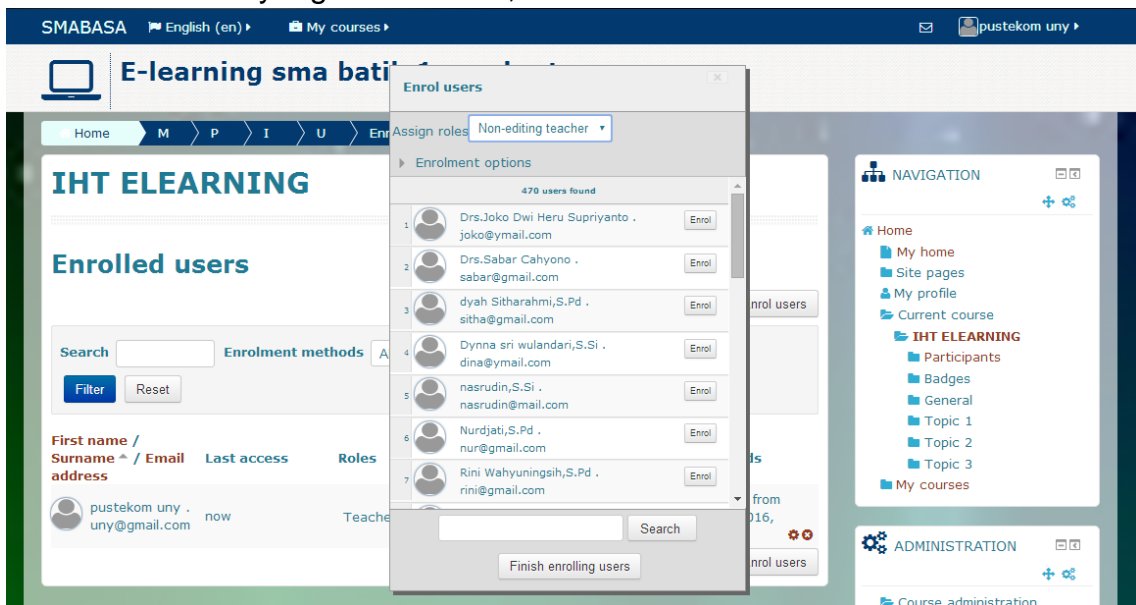 SMABASA English (en) My courses pustekom uny
E-learning sma bati
Home M P I U Enr
IHT ELEARNING
Enrolled users
nrol users
Search Enrolment methods A
Filter Reset
First name /
Surname / Email Last access Roles ds
address
pustekom uny . from
uny@gmail.com now Teache 016,
nrol users
Enrol users
Assign roles Non-editing teacher
Enrolment options
470 users found
1 Drs.Joko Dwi Heru Supriyanto . Enrol
joko@ymail.com
2 Drs.Sabar Cahyono . Enrol
sabar@gmail.com
3 dyah Sitharahmi,S.Pd . Enrol
sitha@gmail.com
4 Dynna sri wulandari,S.Si . Enrol
dina@ymail.com
5 nasrudin,S.Si . Enrol
nasrudin@mail.com
6 Nurdjati,S.Pd . Enrol
nur@gmail.com
7 Rini Wahyuningsih,S.Pd . Enrol
rini@gmail.com
Search
Finish enrolling users
NAVIGATION
Home
My home
Site pages
My profile
Current course
IHT ELEARNING
Participants
Badges
General
Topic 1
Topic 2
Topic 3
My courses
ADMINISTRATION
Course administration